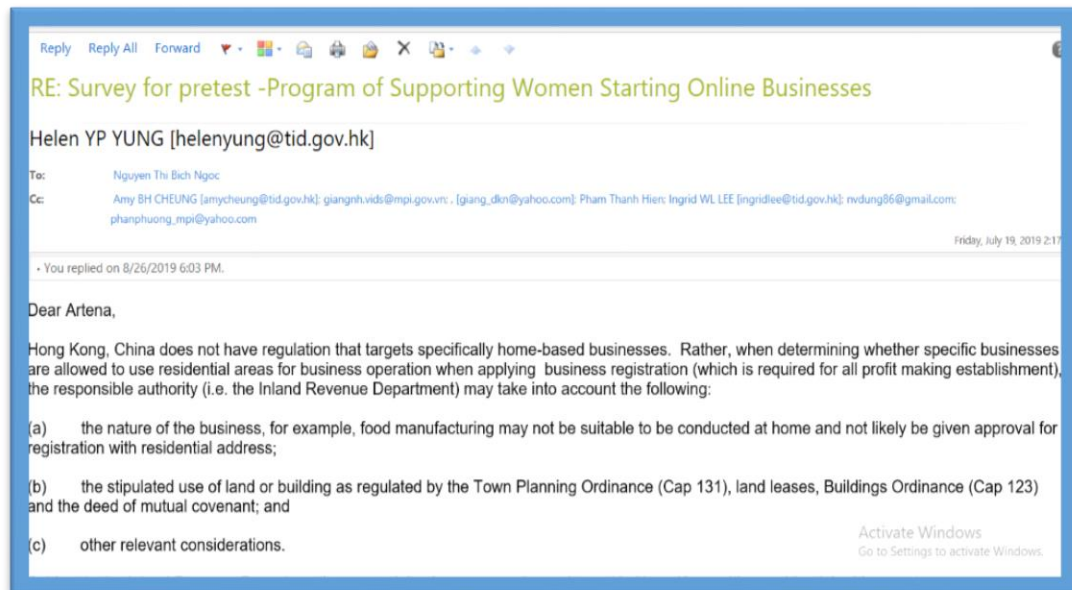 Reply Reply All Forward
RE: Survey for pretest -Program of Supporting Women Starting Online Businesses
Helen YP YUNG [helenyung@tid.gov.hk]
To: Nguyen Thi Bich Ngoc
Cc: Amy BH CHEUNG [amycheung@tid.gov.hk]; giangnh.vids@mpi.gov.vn; , [giang_dkn@yahoo.com]; Pham Thanh Hien; Ingrid WL LEE [ingridlee@tid.gov.hk]; nvdung86@gmail.com;
phanphuong_mpi@yahoo.com
Friday, July 19, 2019 2:17
• You replied on 8/26/2019 6:03 PM.
Dear Artena,
Hong Kong, China does not have regulation that targets specifically home-based businesses. Rather, when determining whether specific businesses
are allowed to use residential areas for business operation when applying business registration (which is required for all profit making establishment),
the responsible authority (i.e. the Inland Revenue Department) may take into account the following:
(a) the nature of the business, for example, food manufacturing may not be suitable to be conducted at home and not likely be given approval for
registration with residential address;
(b) the stipulated use of land or building as regulated by the Town Planning Ordinance (Cap 131), land leases, Buildings Ordinance (Cap 123)
and the deed of mutual covenant; and
(c) other relevant considerations.
Activate Windows
Go to Settings to activate Windows.